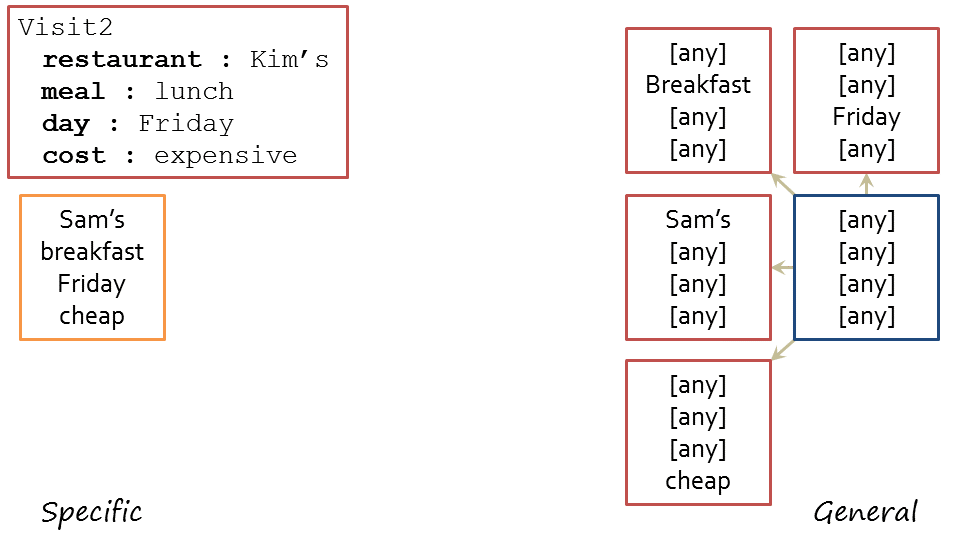 Visit2
restaurant : Kim’s
meal : lunch
day : Friday
cost : expensive
Sam’s
breakfast
Friday
cheap
[any]
Breakfast
[any]
[any]
[any]
[any]
Friday
[any]
Sam’s
[any]
[any]
[any]
[any]
[any]
[any]
[any]
[any]
[any]
[any]
cheap
Specific
General